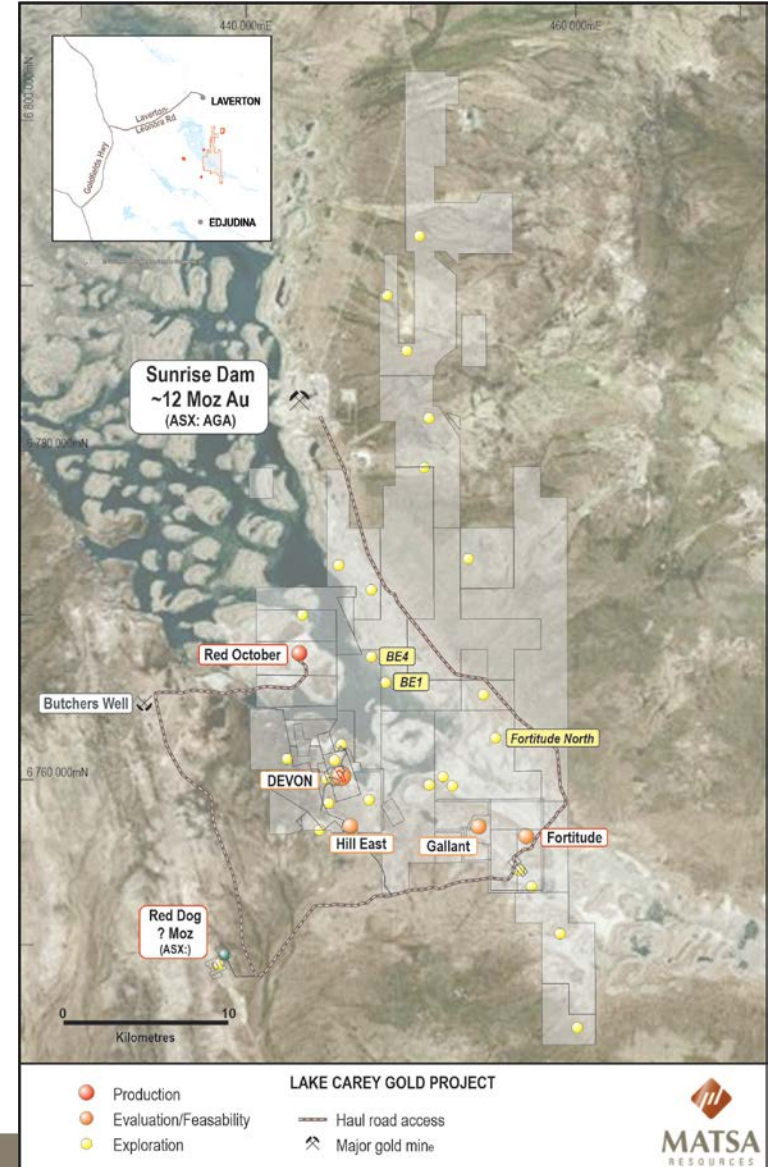 440 000mE
460 000mE
6 800 000mN
LAVERTON
Laverton-
Leonora Rd
Goldfields Hwy
EDJUDINA
Sunrise Dam
~12 Moz Au
(ASX: AGA)
6 780 000mN
Red October
BE4
BE1
Butchers Well
Fortitude North
6 760 000mN
DEVON
Hill East
Gallant
Fortitude
Red Dog
? Moz
(ASX:)
0 10
Kilometres
LAKE CAREY GOLD PROJECT
Production
Evaluation/Feasability
Exploration
Haul road access
Major gold mine
MATSA
RESOURCES